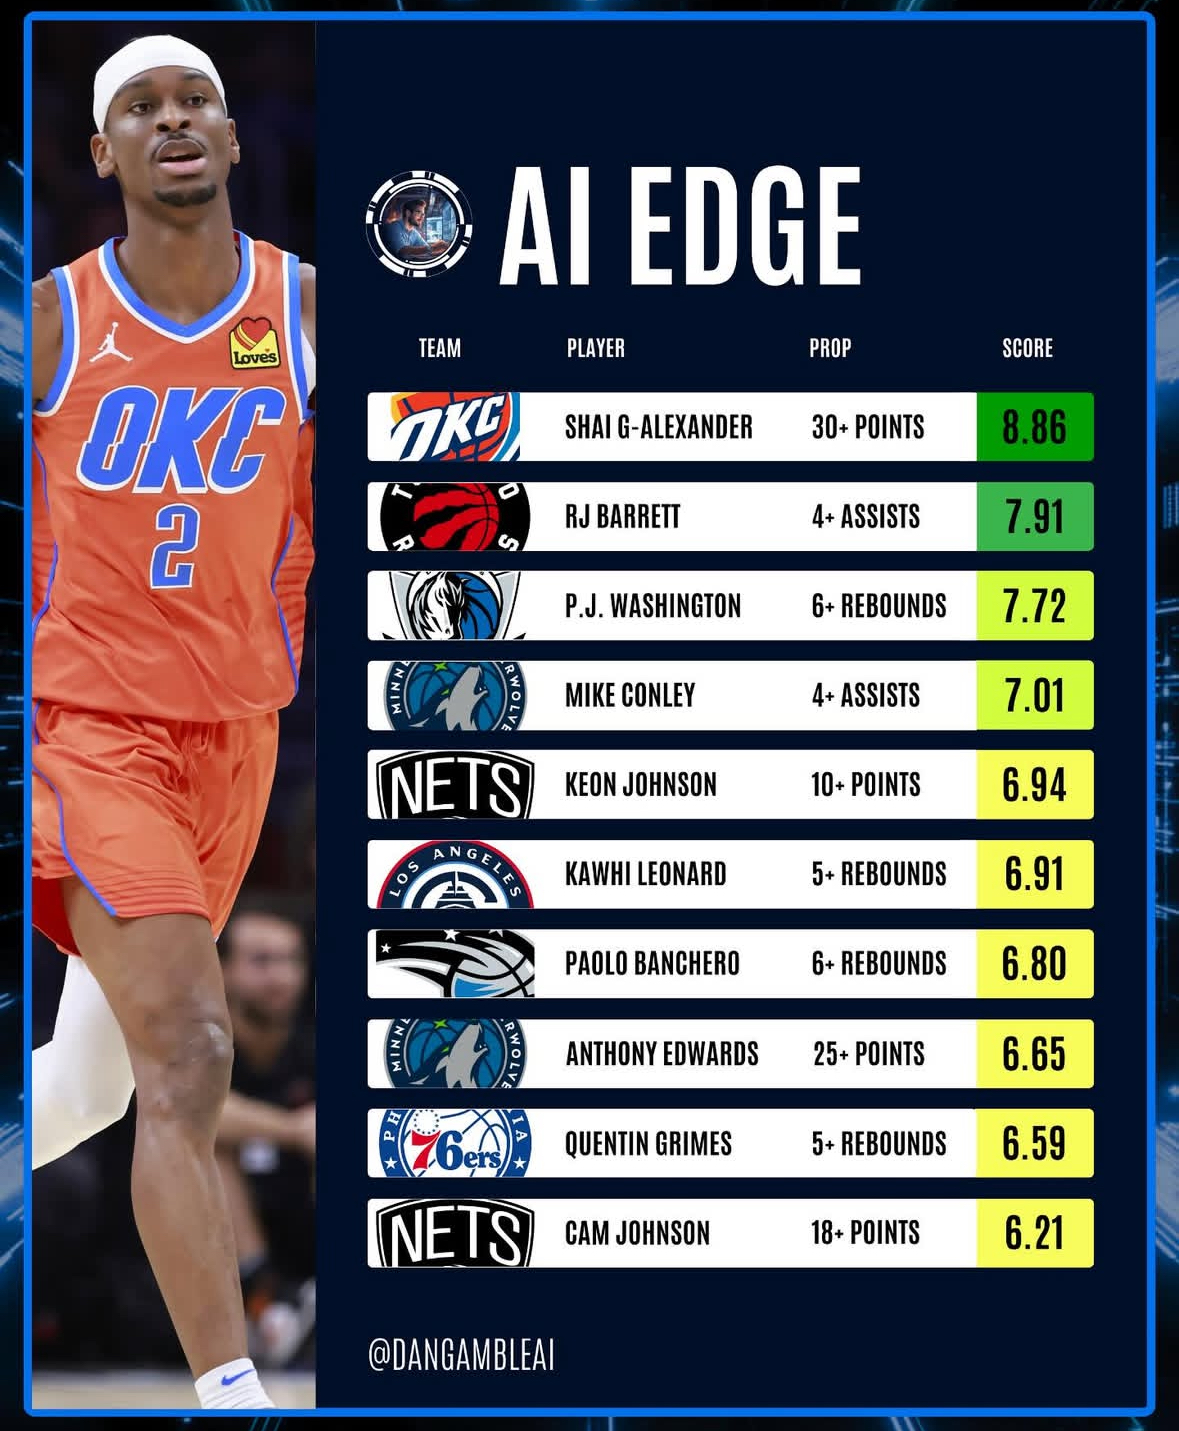 AI EDGE
TEAM PLAYER PROP SCORE
OKC SHAI G-ALEXANDER 30+ POINTS 8.86
RJ BARRETT 4+ ASSISTS 7.91
P.J. WASHINGTON 6+ REBOUNDS 7.72
MIKE CONLEY 4+ ASSISTS 7.01
NETS KEON JOHNSON 10+ POINTS 6.94
LOS ANGELES KAWHI LEONARD 5+ REBOUNDS 6.91
PAOLO BANCHERO 6+ REBOUNDS 6.80
ANTHONY EDWARDS 25+ POINTS 6.65
76ers QUENTIN GRIMES 5+ REBOUNDS 6.59
NETS CAM JOHNSON 18+ POINTS 6.21
@DANGAMBLEAI
Love's
OKC
2